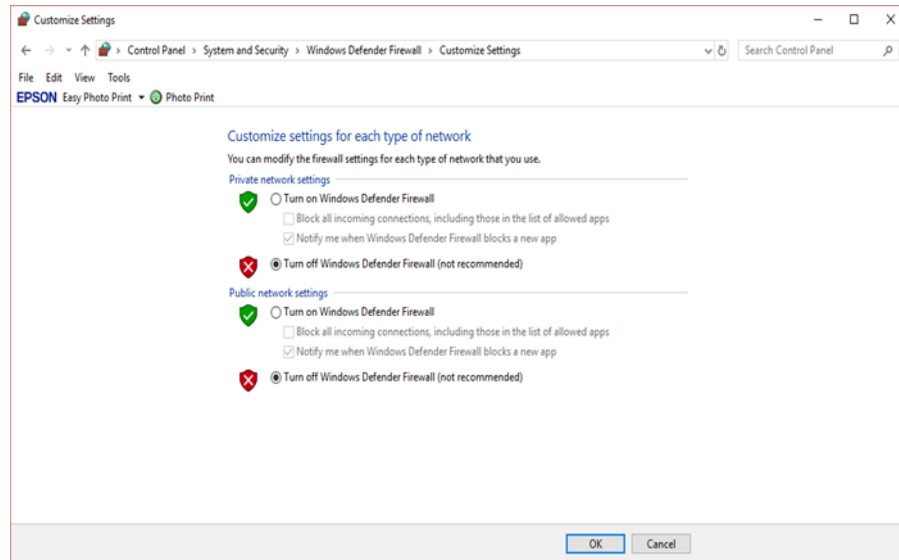 Customize Settings
Control Panel > System and Security > Windows Defender Firewall > Customize Settings
Search Control Panel
File Edit View Tools
EPSON Easy Photo Print Photo Print
Customize settings for each type of network
You can modify the firewall settings for each type of network that you use.
Private network settings
Turn on Windows Defender Firewall
Block all incoming connections, including those in the list of allowed apps
Notify me when Windows Defender Firewall blocks a new app
Turn off Windows Defender Firewall (not recommended)
Public network settings
Turn on Windows Defender Firewall
Block all incoming connections, including those in the list of allowed apps
Notify me when Windows Defender Firewall blocks a new app
Turn off Windows Defender Firewall (not recommended)
OK Cancel